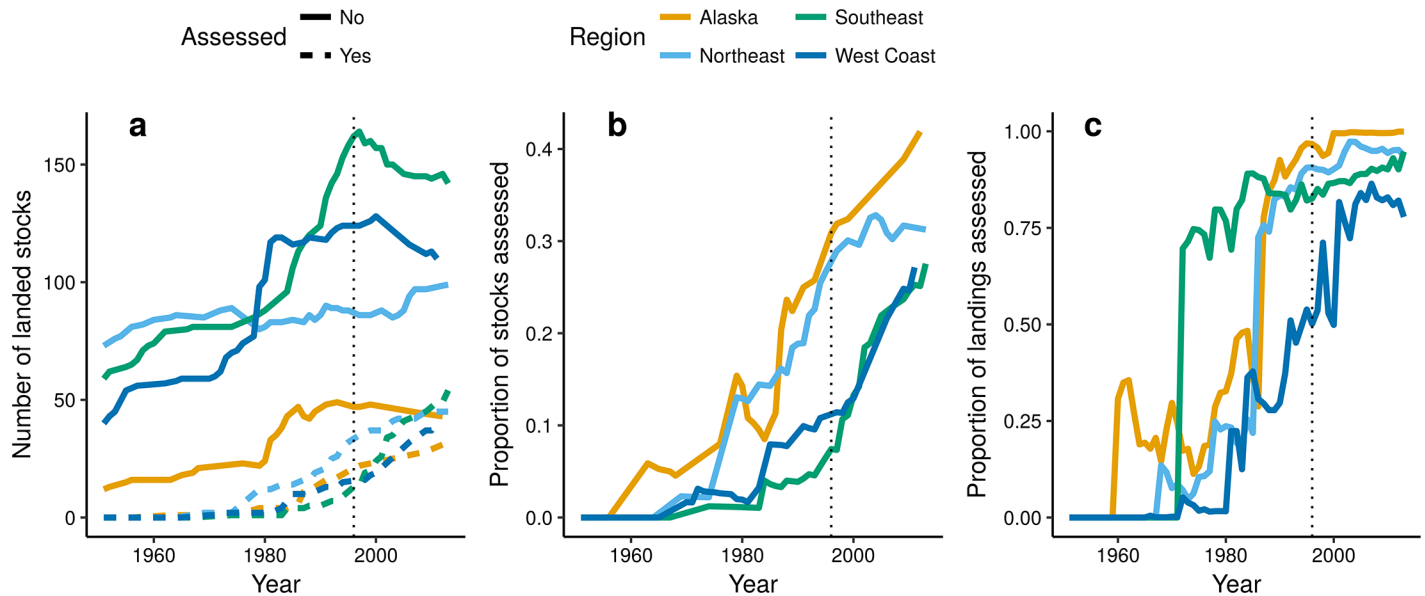 Assessed
No
Yes
Region
Alaska
Northeast
Southeast
West Coast
a
Number of landed stocks
150
100
50
0
1960 1980 2000
Year
b
Proportion of stocks assessed
0.4
0.3
0.2
0.1
0.0
1960 1980 2000
Year
c
Proportion of landings assessed
1.00
0.75
0.50
0.25
0.00
1960 1980 2000
Year